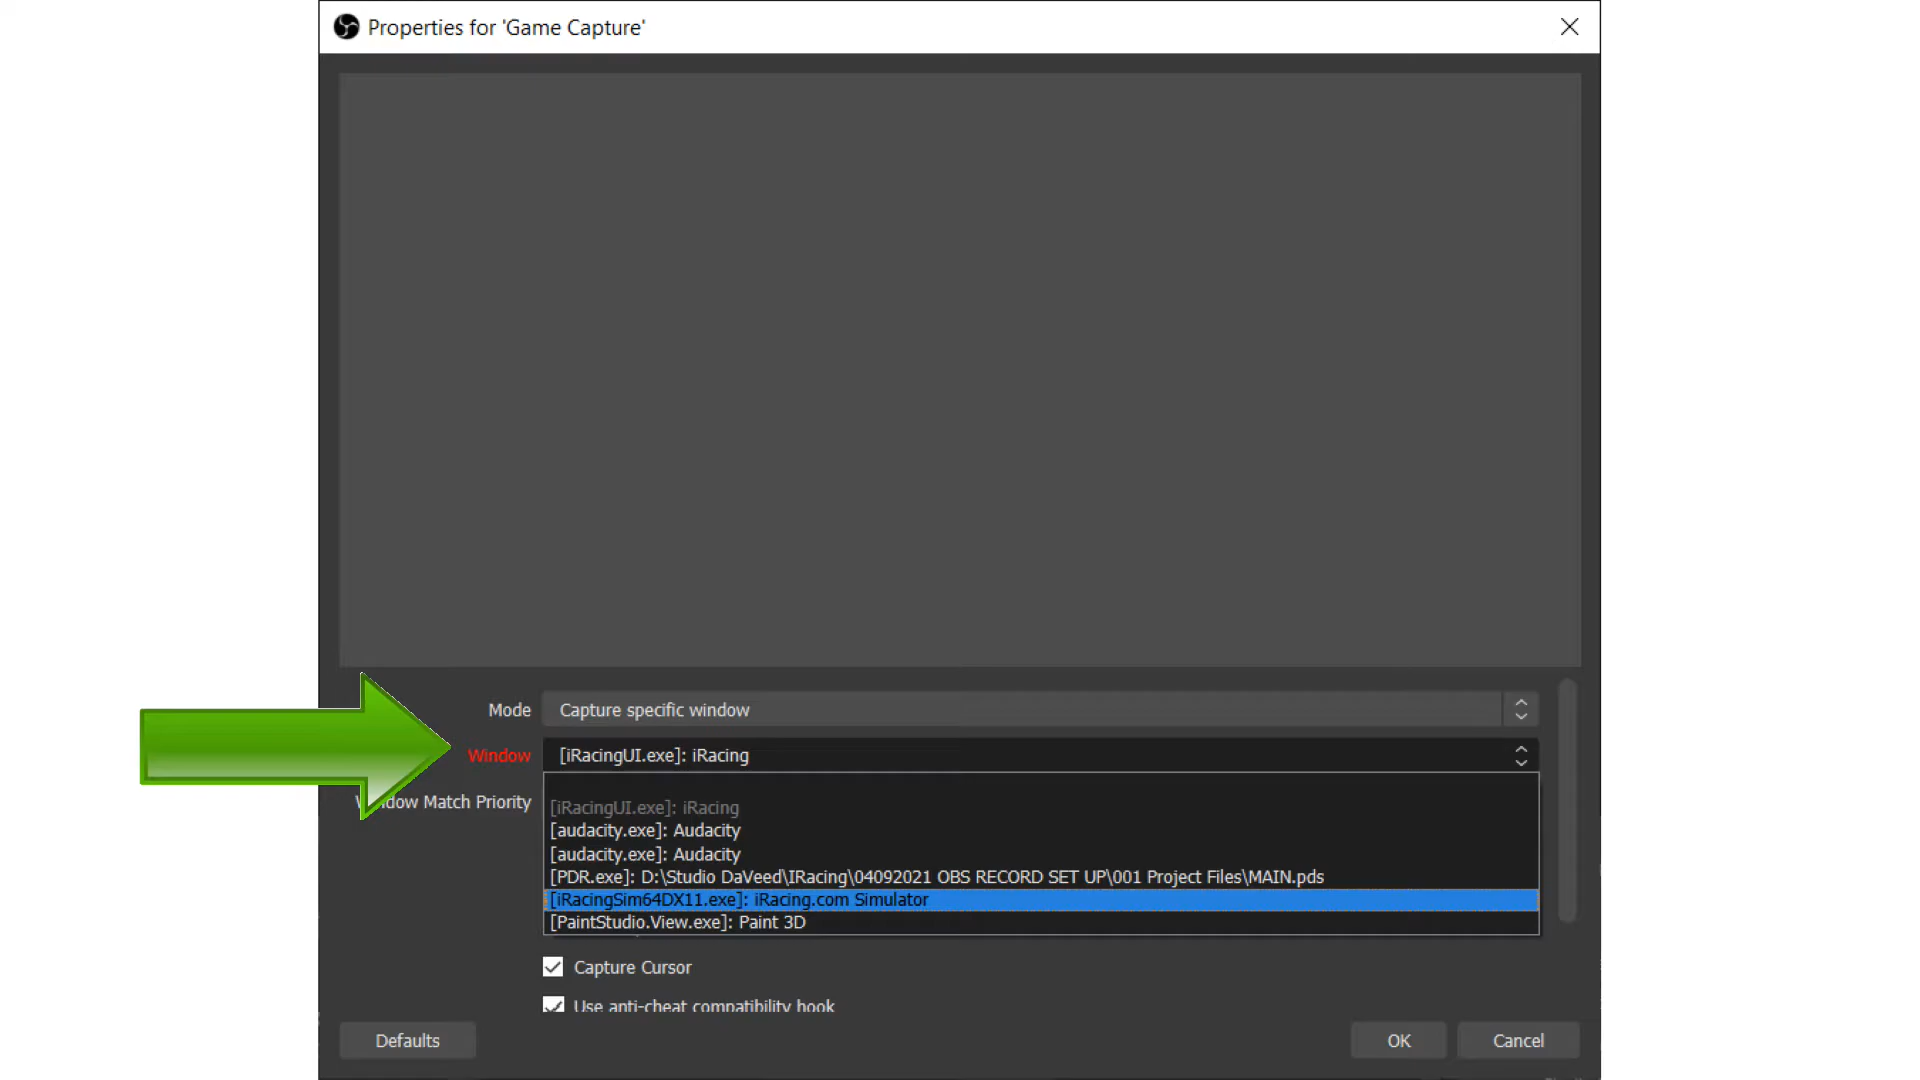 Properties for 'Game Capture'
Mode
Capture specific window
Window
[iRacingUI.exe]: iRacing
Window Match Priority
[iRacingUI.exe]: iRacing
[audacity.exe]: Audacity
[audacity.exe]: Audacity
[PDR.exe]: D:\Studio DaVeed\IRacing\04092021 OBS RECORD SET UP\001 Project Files\MAIN.pds
[iRacingSim64DX11.exe]: iRacing.com Simulator
[PaintStudio.View.exe]: Paint 3D
Capture Cursor
Use anti-cheat compatibility hook
Defaults
OK
Cancel